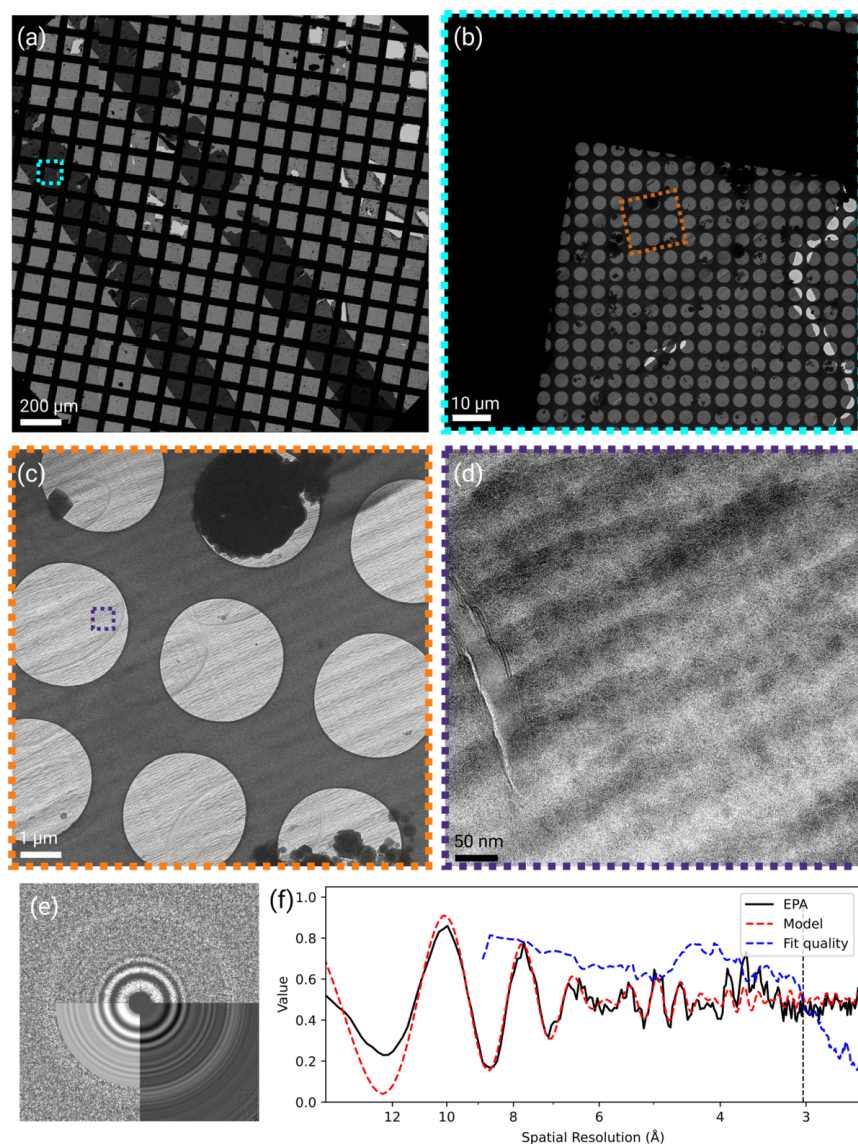 (a)
200 μm
(b)
10 μm
(c)
1 μm
(d)
50 nm
(e)
(f)
1.0
0.8
0.6
0.4
0.2
0.0
Value
EPA
Model
Fit quality
12 10 8 6 4 3
Spatial Resolution (Å)